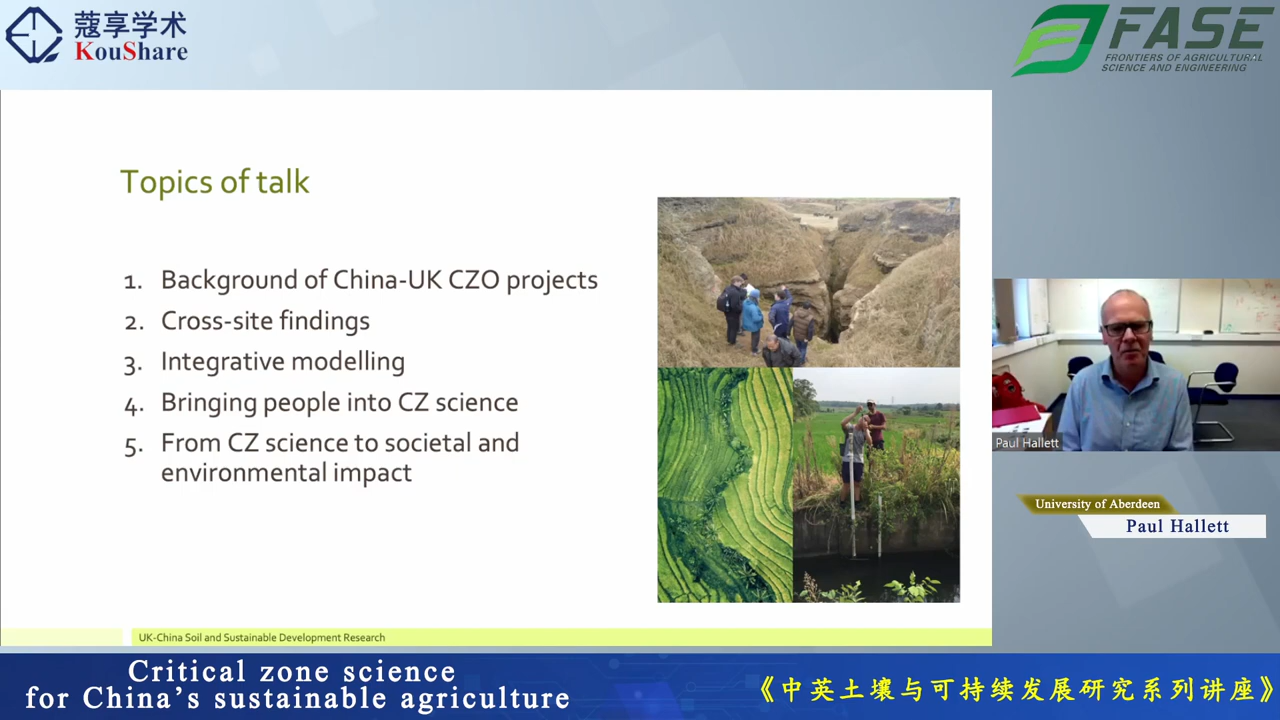 蔻享学术
KouShare
FASE
FRONTIERS OF AGRICULTURAL
SCIENCE AND ENGINEERING
Topics of talk
1. Background of China-UK CZO projects
2. Cross-site findings
3. Integrative modelling
4. Bringing people into CZ science
5. From CZ science to societal and
environmental impact
UK-China Soil and Sustainable Development Research
Paul Hallett
University of Aberdeen
Paul Hallett
Critical zone science
for China's sustainable agriculture
《中英土壤与可持续发展研究系列讲座》